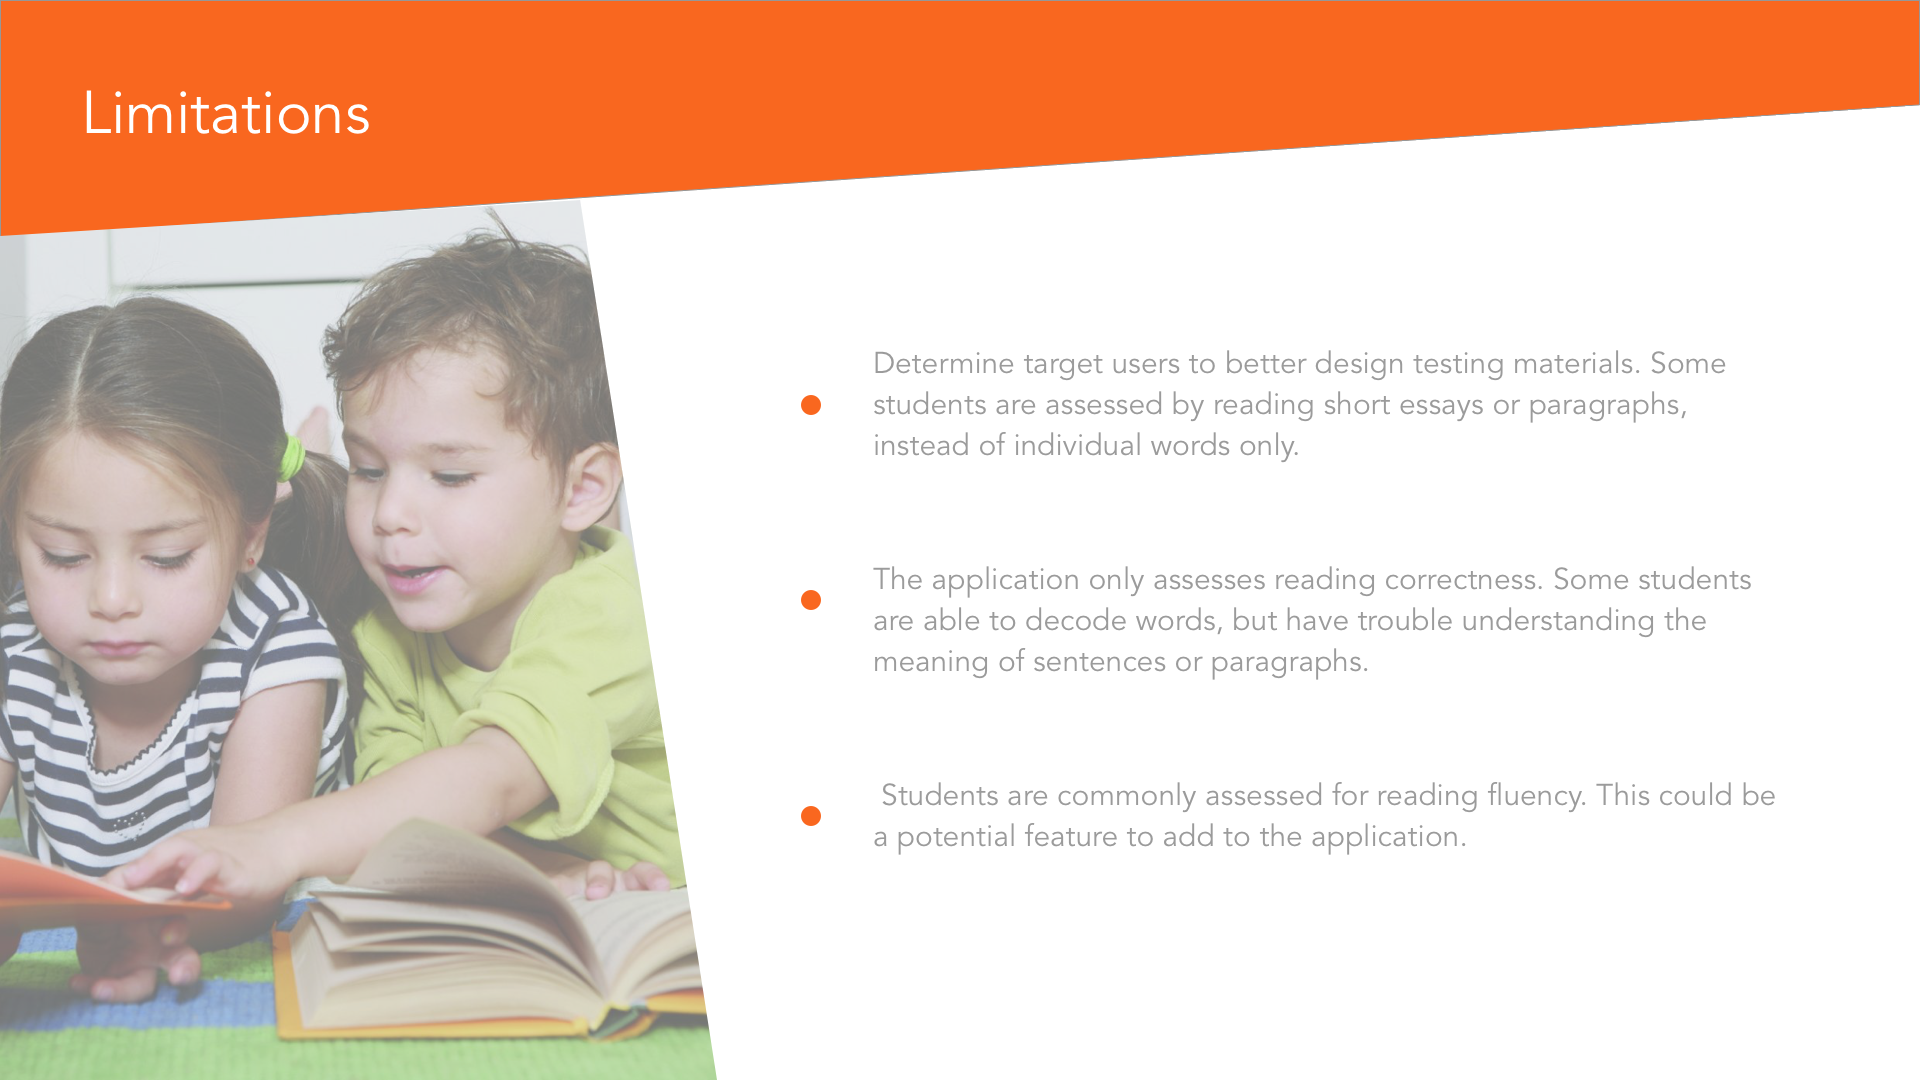 Limitations
Determine target users to better design testing materials. Some
students are assessed by reading short essays or paragraphs,
instead of individual words only.
The application only assesses reading correctness. Some students
are able to decode words, but have trouble understanding the
meaning of sentences or paragraphs.
Students are commonly assessed for reading fluency. This could be
a potential feature to add to the application.